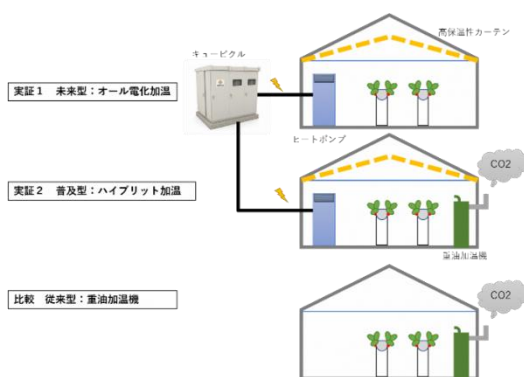 高保温性カーテン
キュービクル
実証１　未来型：オール電化加温
ヒートポンプ
CO2
実証２　普及型：ハイブリット加温
重油加温機
CO2
比較　従来型：重油加温機